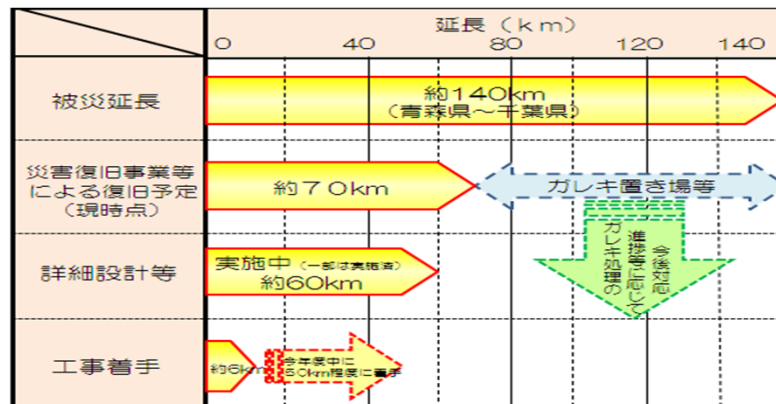 延長（ｋｍ）
0 40 80 120 140
被災延長
約140km
（青森県～千葉県）
災害復旧事業等
による復旧予定
（現時点）
約７０km
ガレキ置き場等
詳細設計等
実施中（一部は実施済）
約60km
今後対応
進捗等に応じて
ガレキ処理の
工事着手
約6km
今年度中に
50km程度に着手